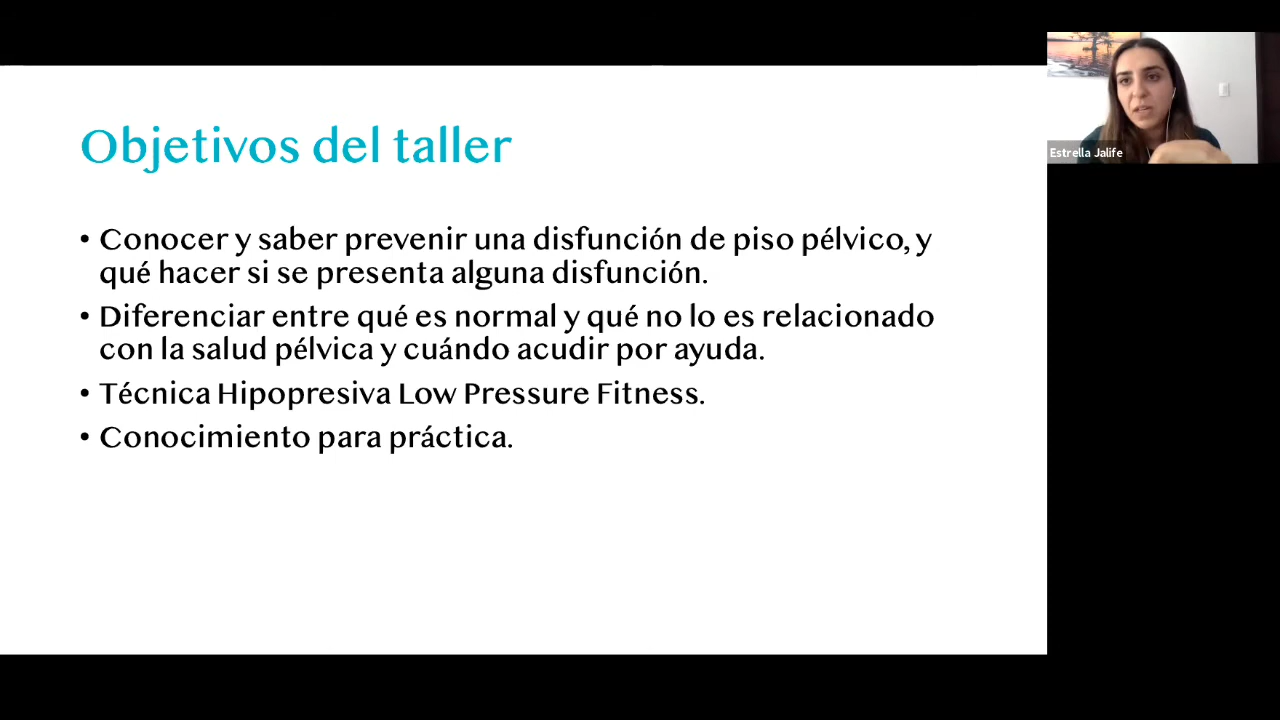 Objetivos del taller
• Conocer y saber prevenir una disfunción de piso pélvico, y
qué hacer si se presenta alguna disfunción.
• Diferenciar entre qué es normal y qué no lo es relacionado
con la salud pélvica y cuándo acudir por ayuda.
• Técnica Hipopresiva Low Pressure Fitness.
• Conocimiento para práctica.
Estrella Jalife